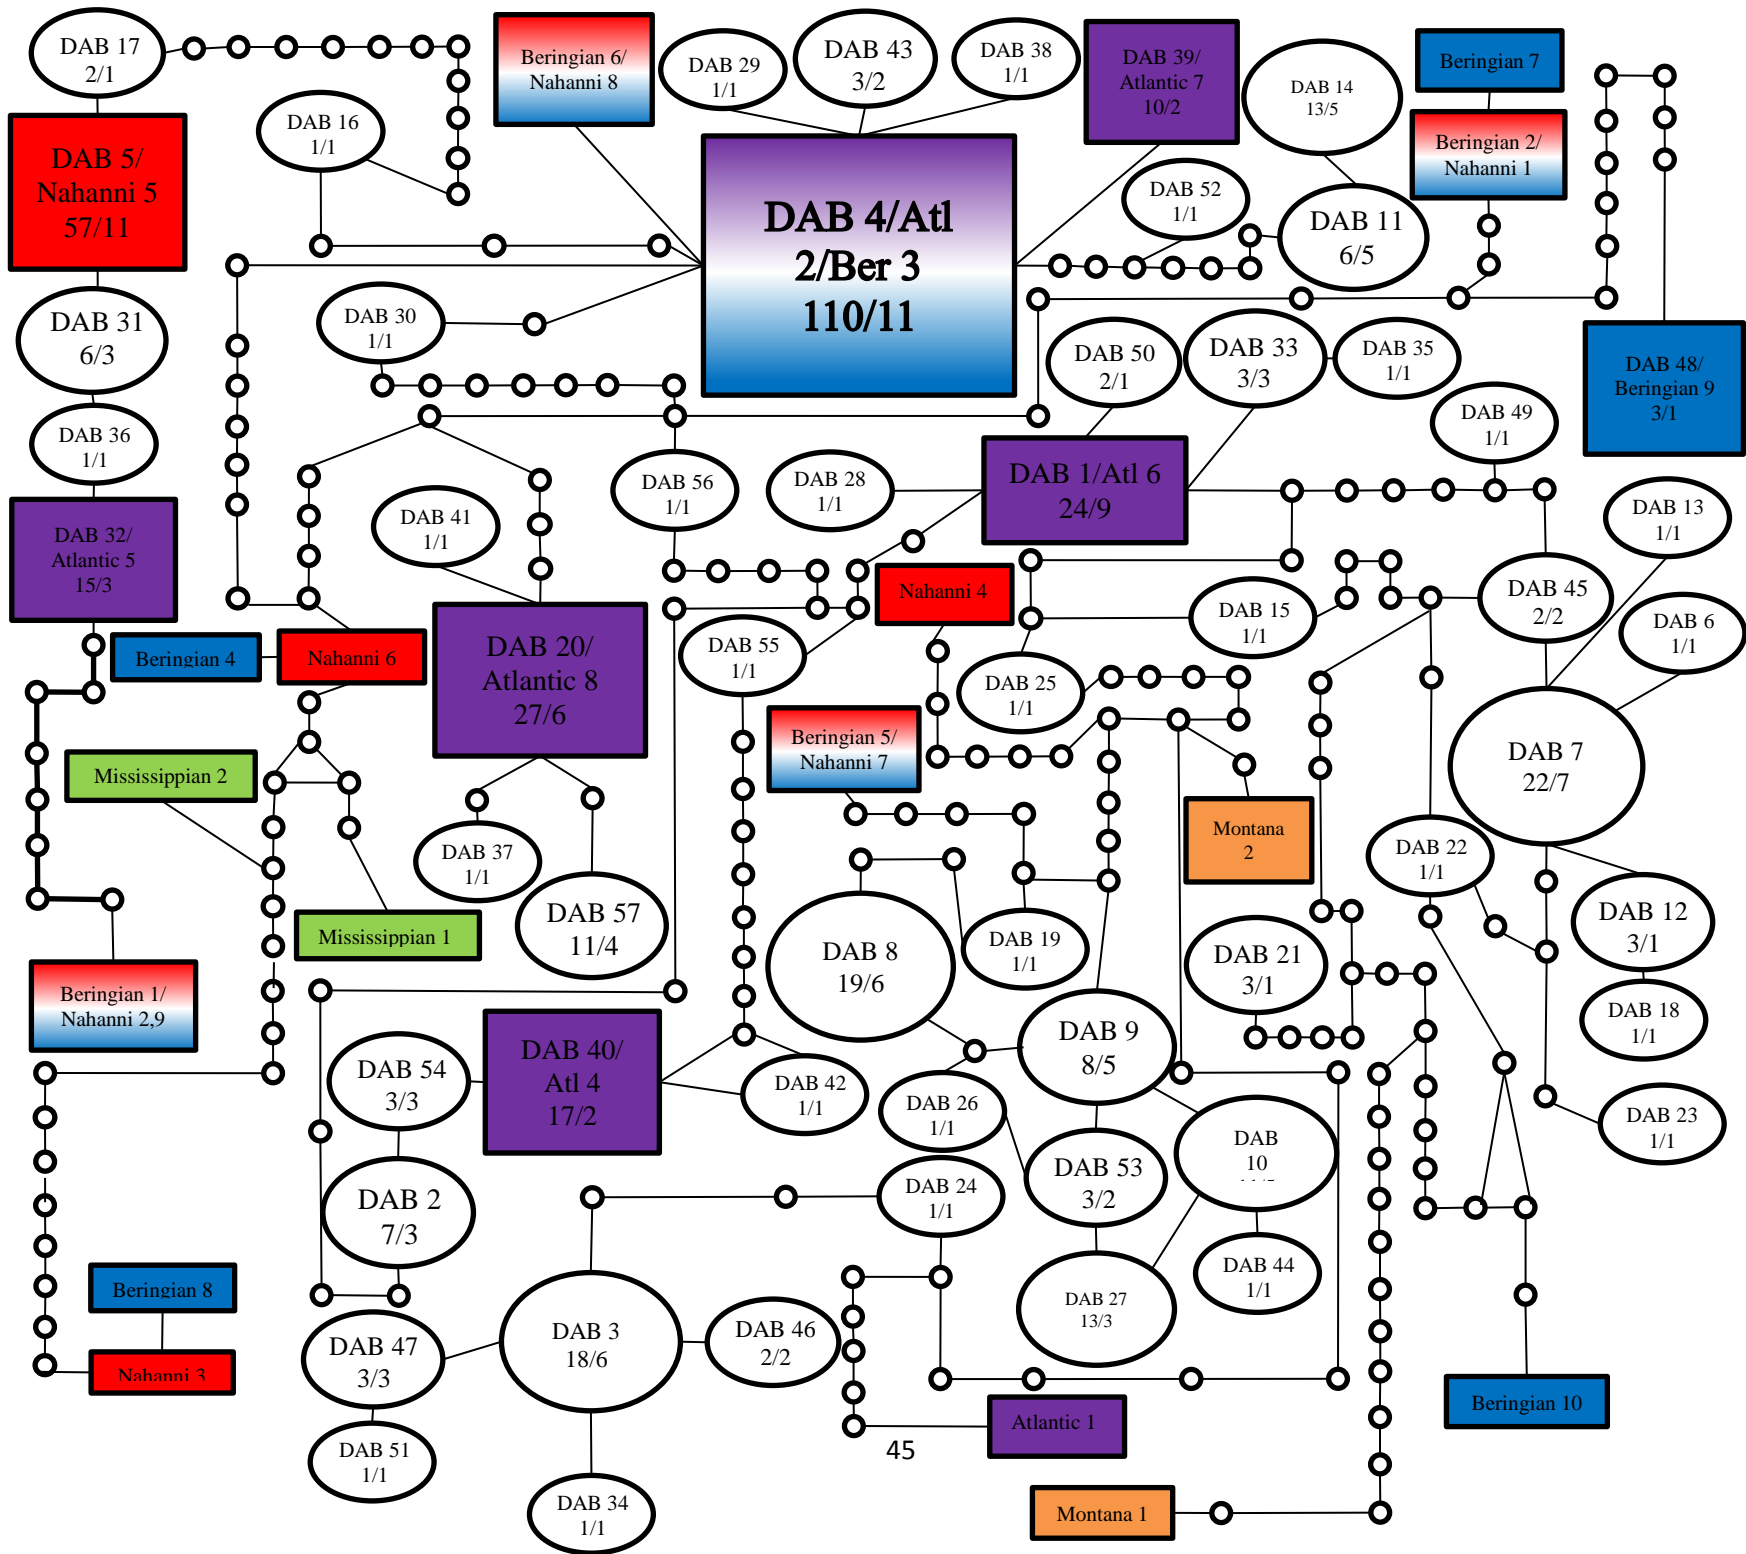 DAB 17
2/1
Beringian 6/
Nahanni 8
DAB 29
1/1
DAB 43
3/2
DAB 38
1/1
DAB 39/
Atlantic 7
10/2
DAB 14
13/5
Beringian 7
DAB 16
1/1
DAB 5/
Nahanni 5
57/11
Beringian 2/
Nahanni 1
DAB 4/Atl
2/Ber 3
110/11
DAB 52
1/1
DAB 11
6/5
DAB 31
6/3
DAB 30
1/1
DAB 50
2/1
DAB 33
3/3
DAB 35
1/1
DAB 48/
Beringian 9
3/1
DAB 36
1/1
DAB 49
1/1
DAB 56
1/1
DAB 28
1/1
DAB 1/Atl 6
24/9
DAB 41
1/1
DAB 13
1/1
DAB 32/
Atlantic 5
15/3
Nahanni 4
DAB 15
1/1
DAB 45
2/2
DAB 6
1/1
Beringian 4
Nahanni 6
DAB 20/
Atlantic 8
27/6
DAB 55
1/1
DAB 25
1/1
Beringian 5/
Nahanni 7
DAB 7
22/7
Mississippian 2
Montana
2
DAB 37
1/1
DAB 22
1/1
DAB 57
11/4
Mississippian 1
DAB 8
19/6
DAB 19
1/1
DAB 21
3/1
DAB 12
3/1
Beringian 1/
Nahanni 2,9
DAB 18
1/1
DAB 40/
Atl 4
17/2
DAB 9
8/5
DAB 54
3/3
DAB 42
1/1
DAB 26
1/1
DAB 23
1/1
DAB
10
DAB 53
3/2
DAB 2
7/3
DAB 24
1/1
DAB 44
1/1
Beringian 8
DAB 27
13/3
DAB 3
18/6
DAB 46
2/2
DAB 47
3/3
Nahanni 3
Beringian 10
Atlantic 1
45
DAB 51
1/1
DAB 34
1/1
Montana 1